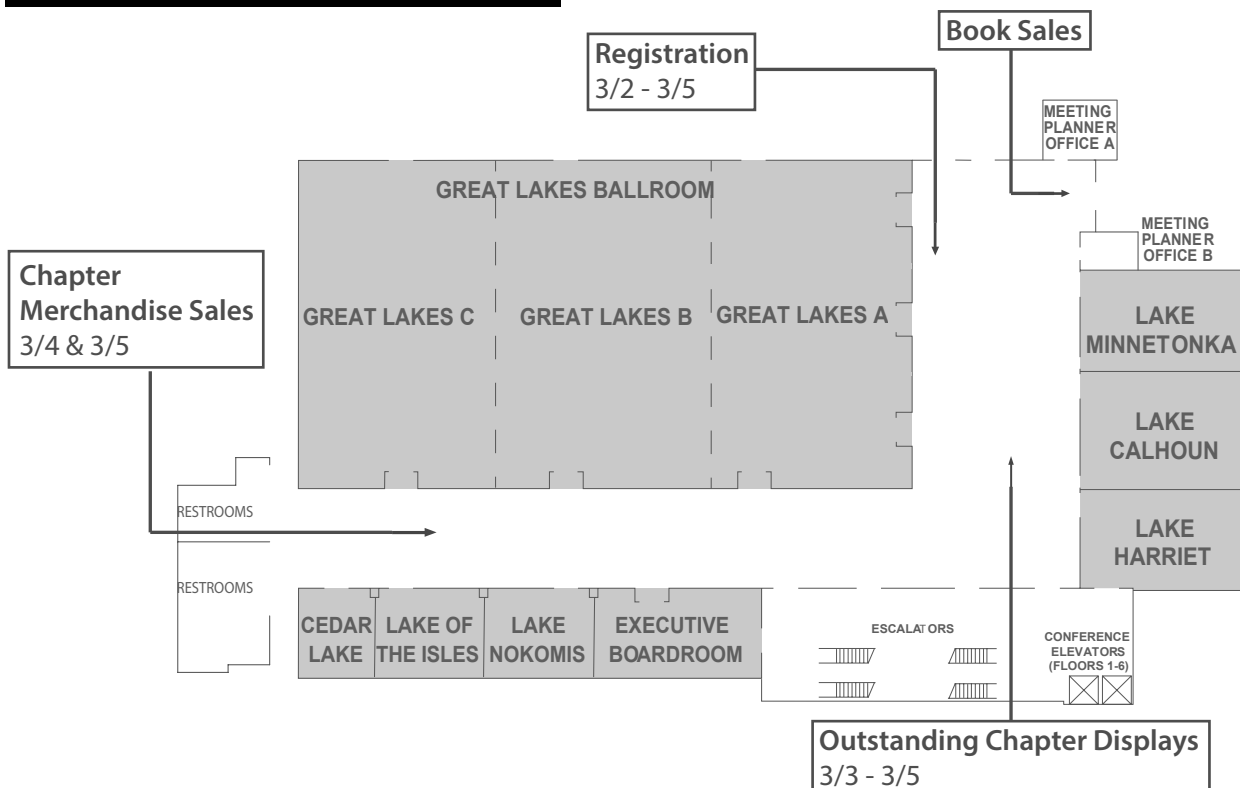 Book Sales
Registration
3/2 - 3/5
MEETING
PLANNER
OFFICE A
GREAT LAKES BALLROOM
MEETING
PLANNER
OFFICE B
Chapter
Merchandise Sales
3/4 & 3/5
GREAT LAKES C
GREAT LAKES B
GREAT LAKES A
LAKE
MINNETONKA
LAKE
CALHOUN
RESTROOMS
LAKE
HARRIET
RESTROOMS
CEDAR
LAKE
LAKE OF
THE ISLES
LAKE
NOKOMIS
EXECUTIVE
BOARDROOM
ESCALATORS
CONFERENCE
ELEVATORS
(FLOORS 1-6)
Outstanding Chapter Displays
3/3 - 3/5